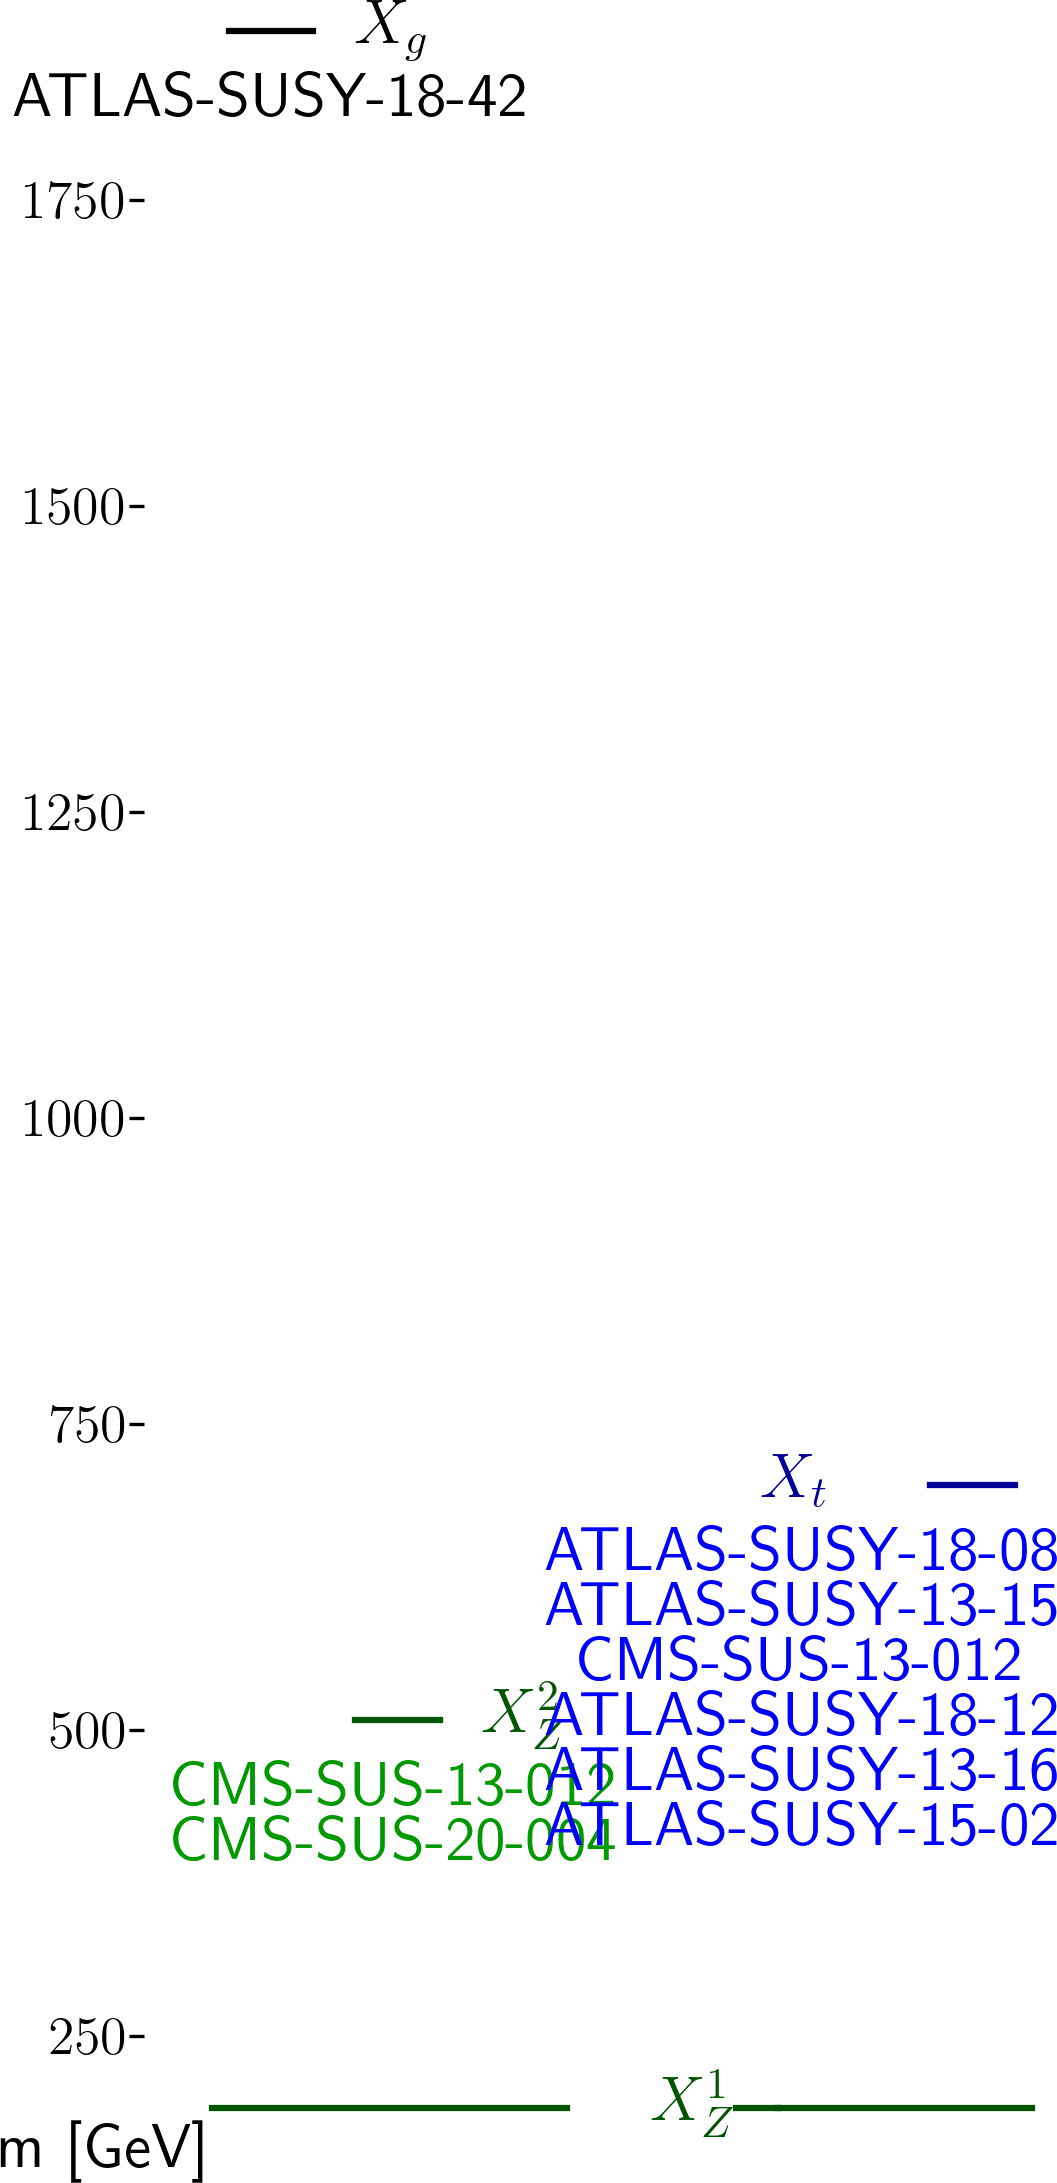 X_g
ATLAS-SUSY-18-42
1750-
1500-
1250-
1000-
750-
X_t
ATLAS-SUSY-18-08
ATLAS-SUSY-13-15
CMS-SUS-13-012
X_Z^2
ATLAS-SUSY-18-12
500-
CMS-SUS-13-012
ATLAS-SUSY-13-16
CMS-SUS-20-004
ATLAS-SUSY-15-02
250-
X_Z^1
m [GeV]